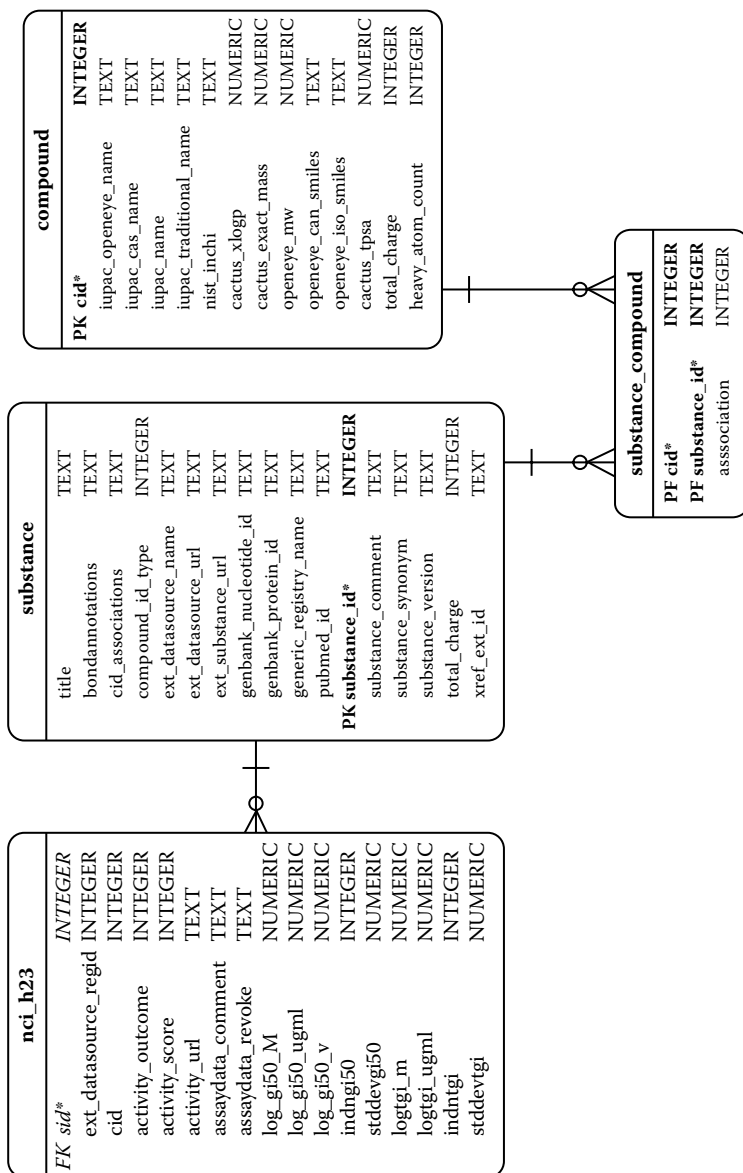 nci_h23
FK sid* INTEGER
ext_datasource_regid INTEGER
cid INTEGER
activity_outcome INTEGER
activity_score INTEGER
activity_url TEXT
assaydata_comment TEXT
assaydata_revoke TEXT
log_gi50_M NUMERIC
log_gi50_ugml NUMERIC
log_gi50_v NUMERIC
indngi50 INTEGER
stddevgi50 NUMERIC
logtgi_m NUMERIC
logtgi_ugml NUMERIC
indntgi INTEGER
stddevtgi NUMERIC
substance
title TEXT
bondannotations TEXT
cid_associations TEXT
compound_id_type INTEGER
ext_datasource_name TEXT
ext_datasource_url TEXT
ext_substance_url TEXT
genbank_nucleotide_id TEXT
genbank_protein_id TEXT
generic_registry_name TEXT
pubmed_id TEXT
PK substance_id* INTEGER
substance_comment TEXT
substance_synonym TEXT
substance_version TEXT
total_charge INTEGER
xref_ext_id TEXT
compound
PK cid* INTEGER
iupac_openeye_name TEXT
iupac_cas_name TEXT
iupac_name TEXT
iupac_traditional_name TEXT
nist_inchi TEXT
cactus_xlogp NUMERIC
cactus_exact_mass NUMERIC
openeye_mw NUMERIC
openeye_can_smiles TEXT
openeye_iso_smiles TEXT
cactus_tpsa NUMERIC
total_charge INTEGER
heavy_atom_count INTEGER
substance_compound
PF cid* INTEGER
PF substance_id* INTEGER
asssociation INTEGER